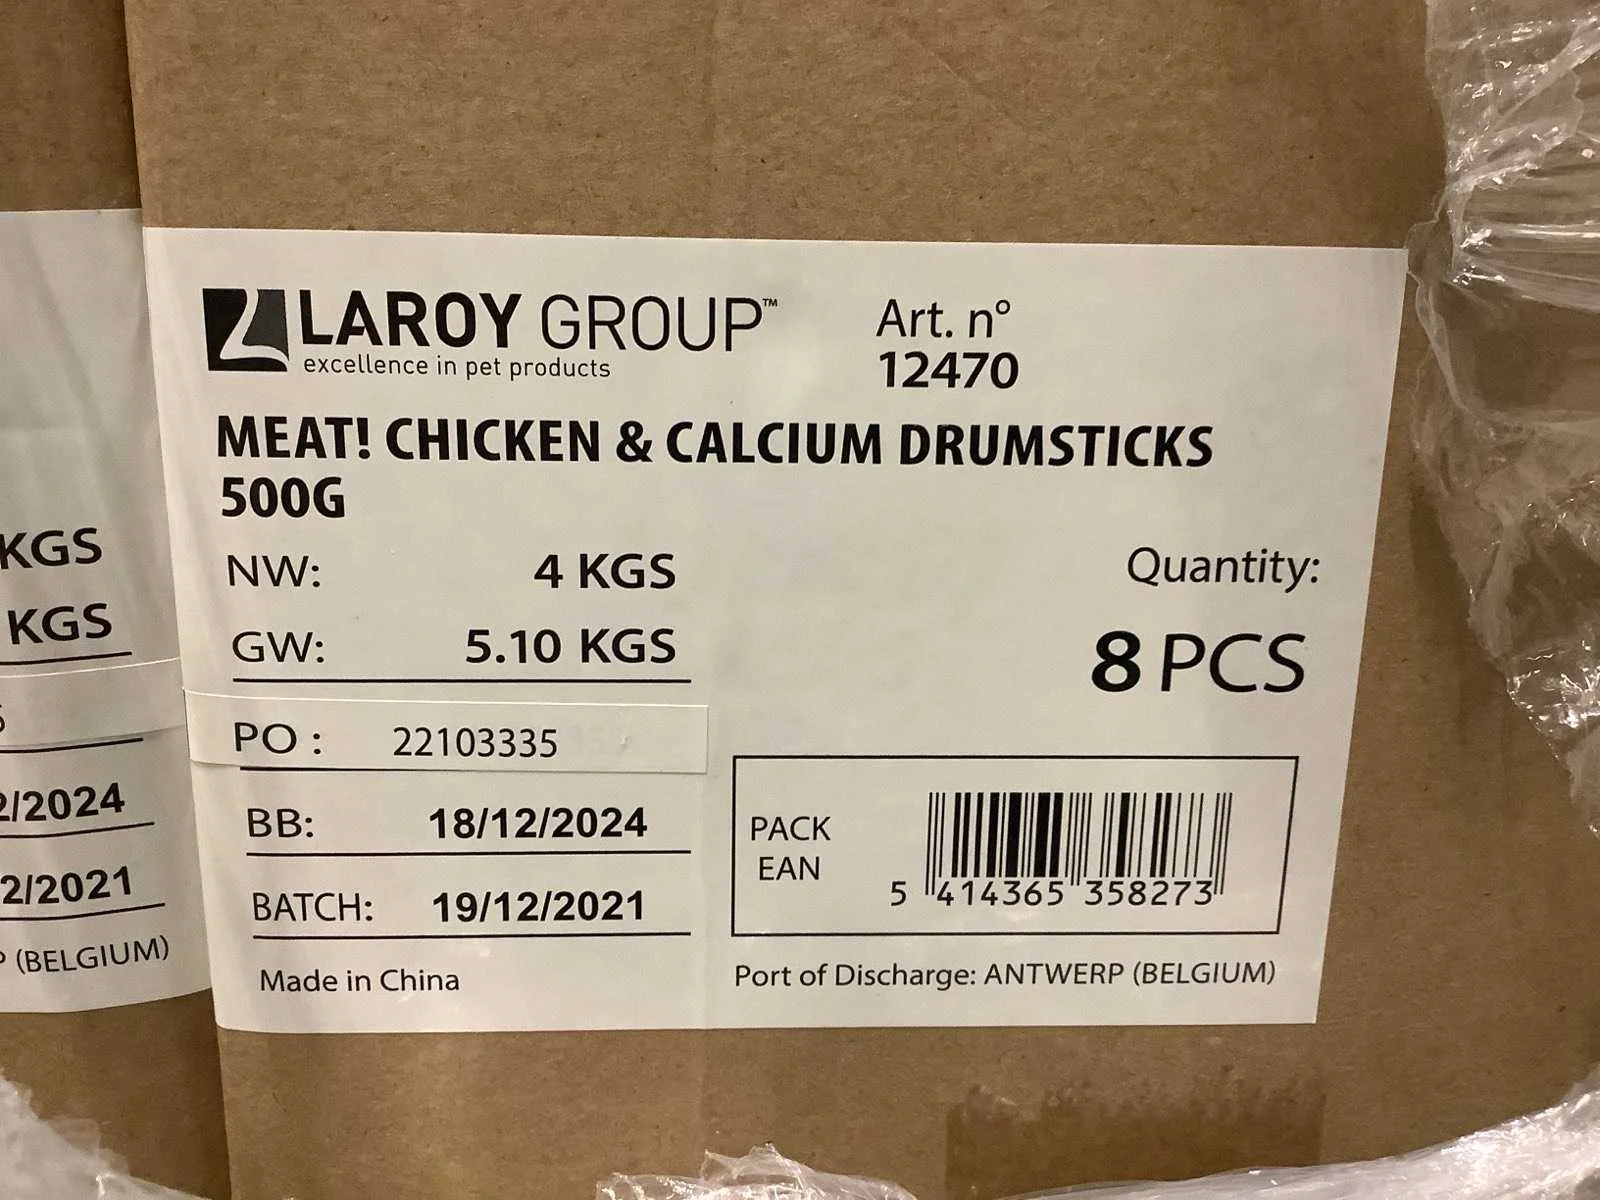 LAROY GROUP™
excellence in pet products
Art. n°
12470
MEAT! CHICKEN & CALCIUM DRUMSTICKS
500G
NW: 4 KGS
GW: 5.10 KGS
Quantity:
8 PCS
PO : 22103335
BB: 18/12/2024
BATCH: 19/12/2021
Made in China
PACK
EAN
5 414365 358273
Port of Discharge: ANTWERP (BELGIUM)
KGS
KGS
2/2024
2/2021
(BELGIUM)